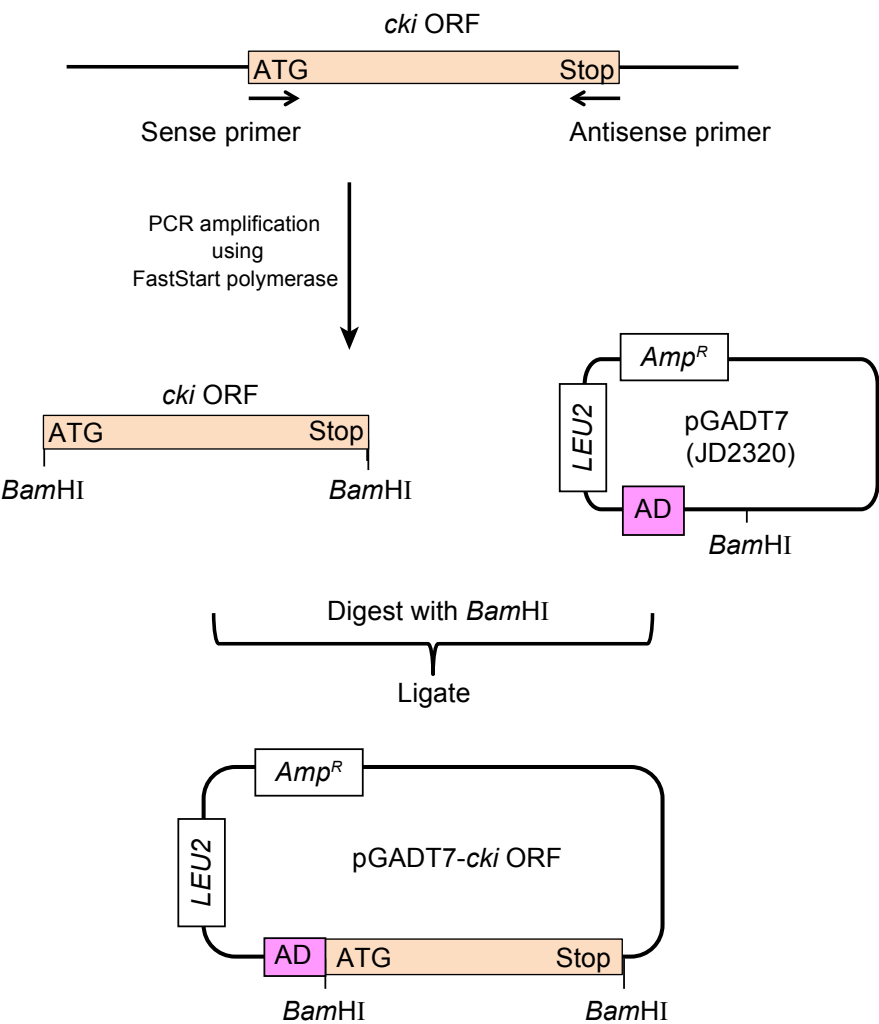 cki ORF
ATG Stop
Sense primer Antisense primer
PCR amplification
using
FastStart polymerase
cki ORF
ATG Stop
BamHI BamHI
AmpR
LEU2
pGADT7
(JD2320)
AD
BamHI
Digest with BamHI
Ligate
AmpR
LEU2
pGADT7-cki ORF
AD ATG Stop
BamHI BamHI